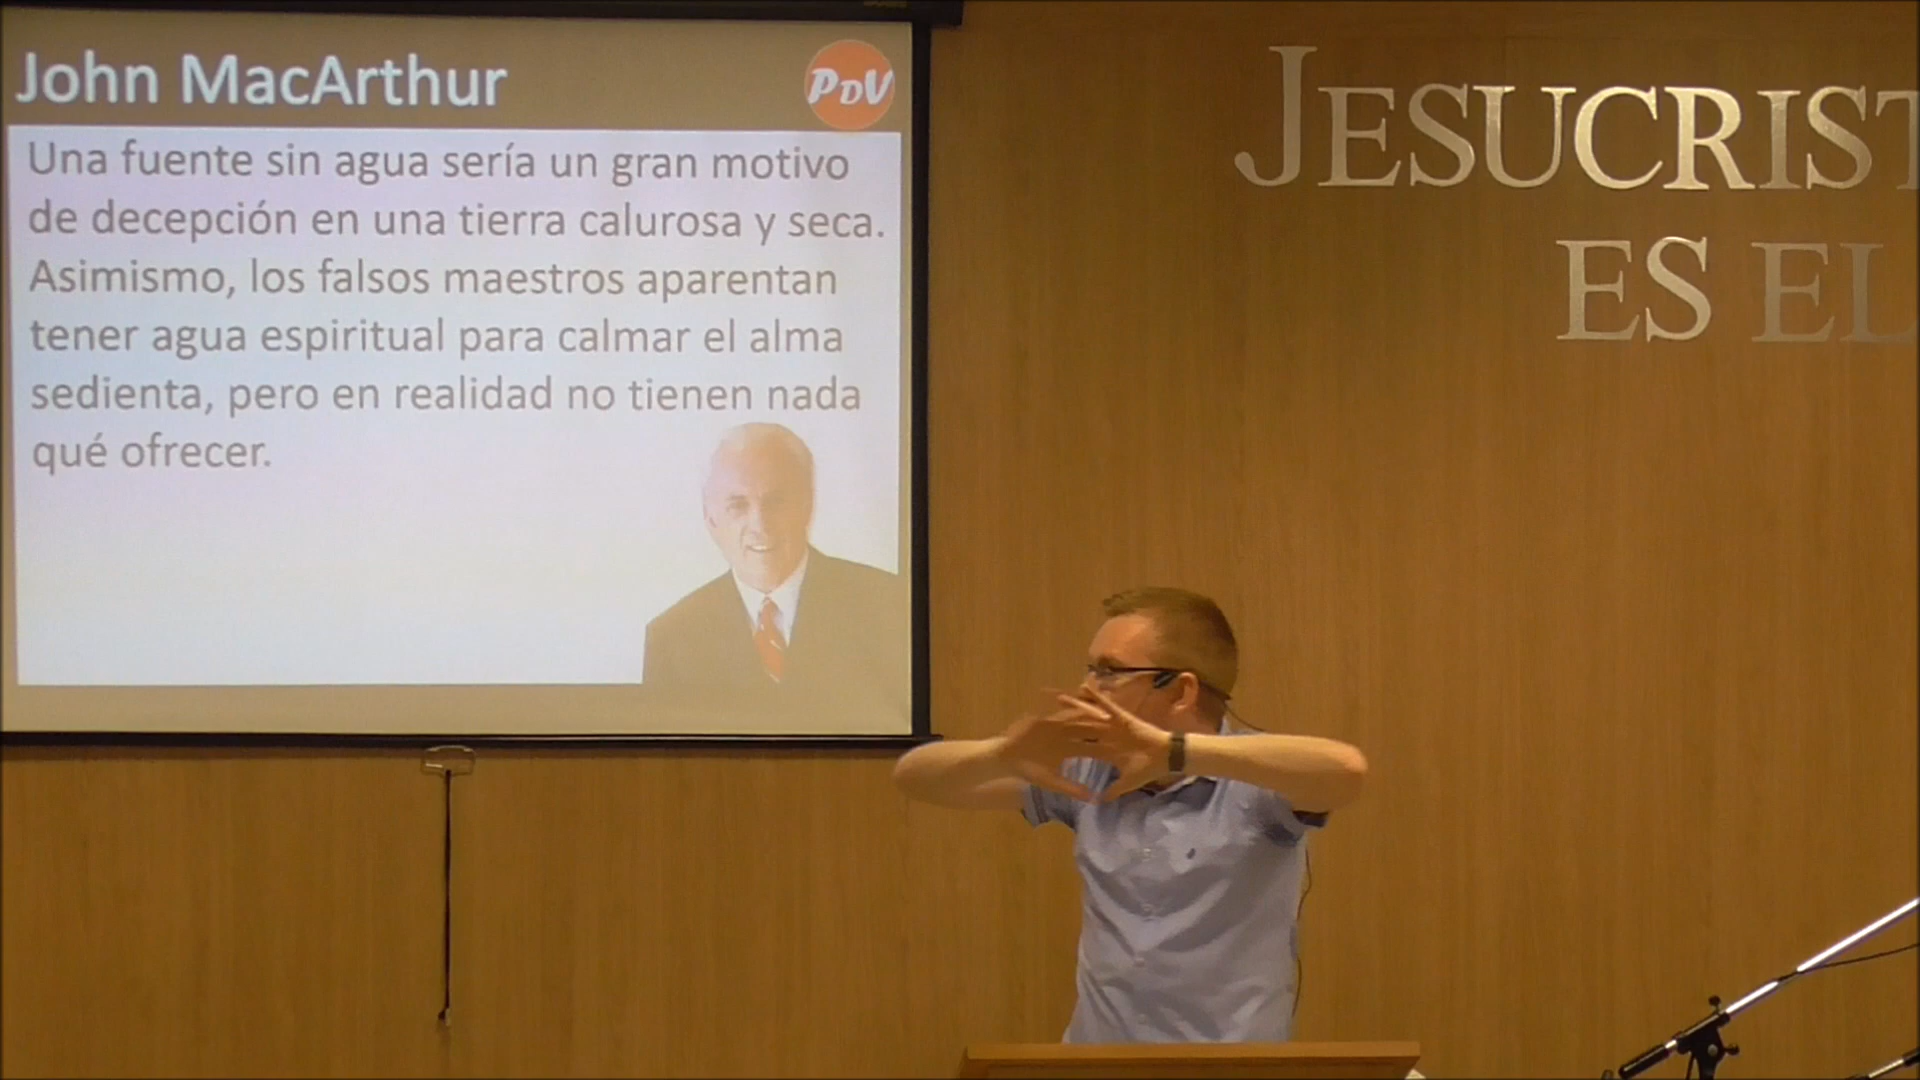 John MacArthur
PDV
Una fuente sin agua sería un gran motivo
de decepción en una tierra calurosa y seca.
Asimismo, los falsos maestros aparentan
tener agua espiritual para calmar el alma
sedienta, pero en realidad no tienen nada
qué ofrecer.
JESUCRIST
ES EL